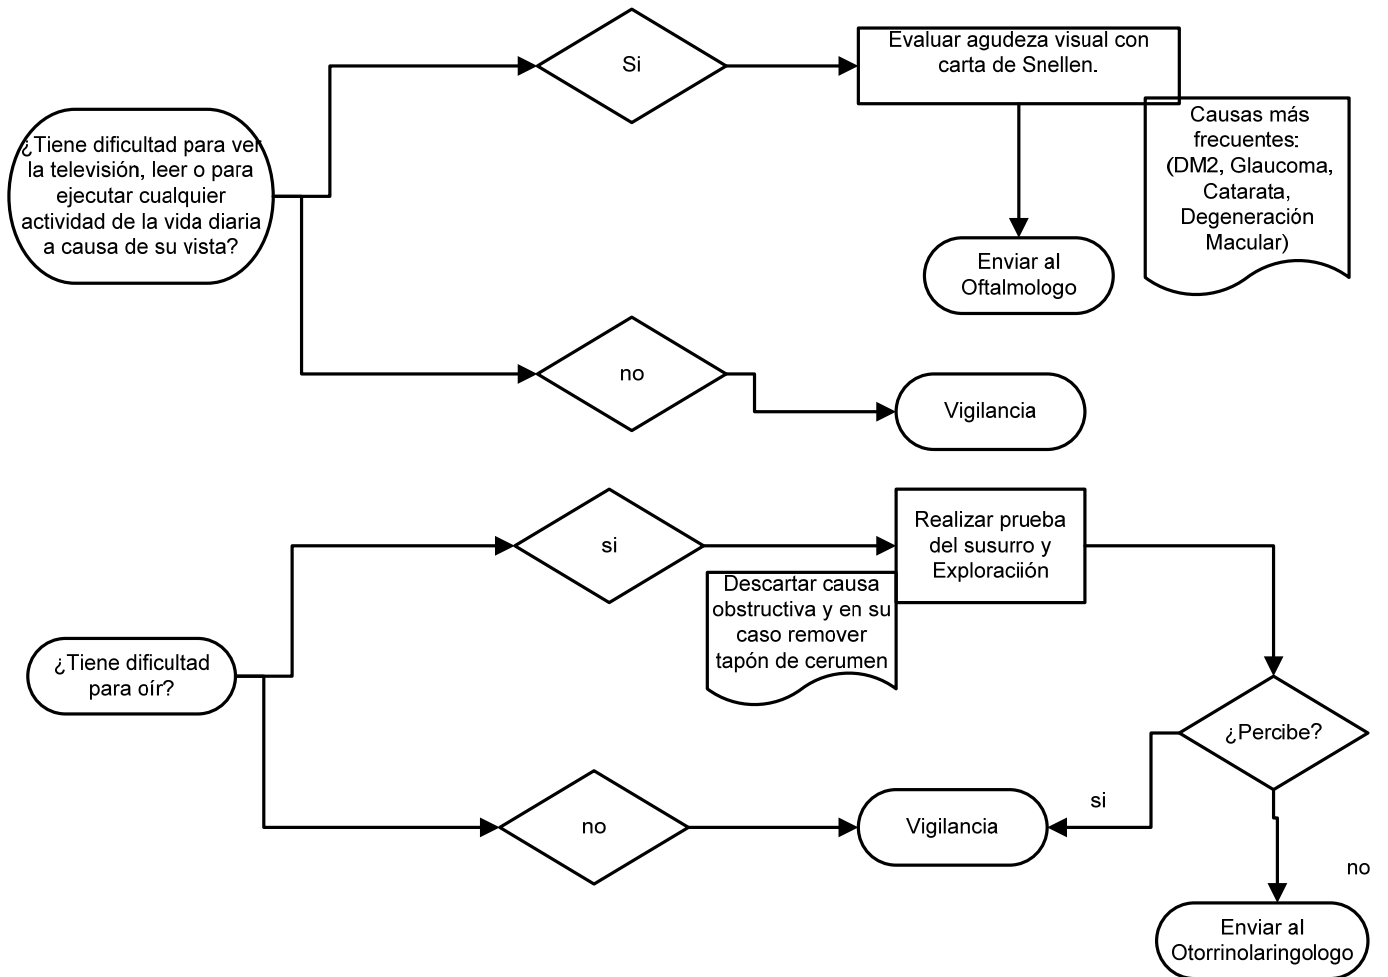 Si
Evaluar agudeza visual con
carta de Snellen.
¿Tiene dificultad para ver
la televisión, leer o para
ejecutar cualquier
actividad de la vida diaria
a causa de su vista?
Causas más
frecuentes:
(DM2, Glaucoma,
Catarata,
Degeneración
Macular)
Enviar al
Oftalmologo
no
Vigilancia
si
Realizar prueba
del susurro y
Exploraciión
Descartar causa
obstructiva y en su
caso remover
tapón de cerumen
¿Tiene dificultad
para oír?
¿Percibe?
si
no
Vigilancia
no
Enviar al
Otorrinolaringologo